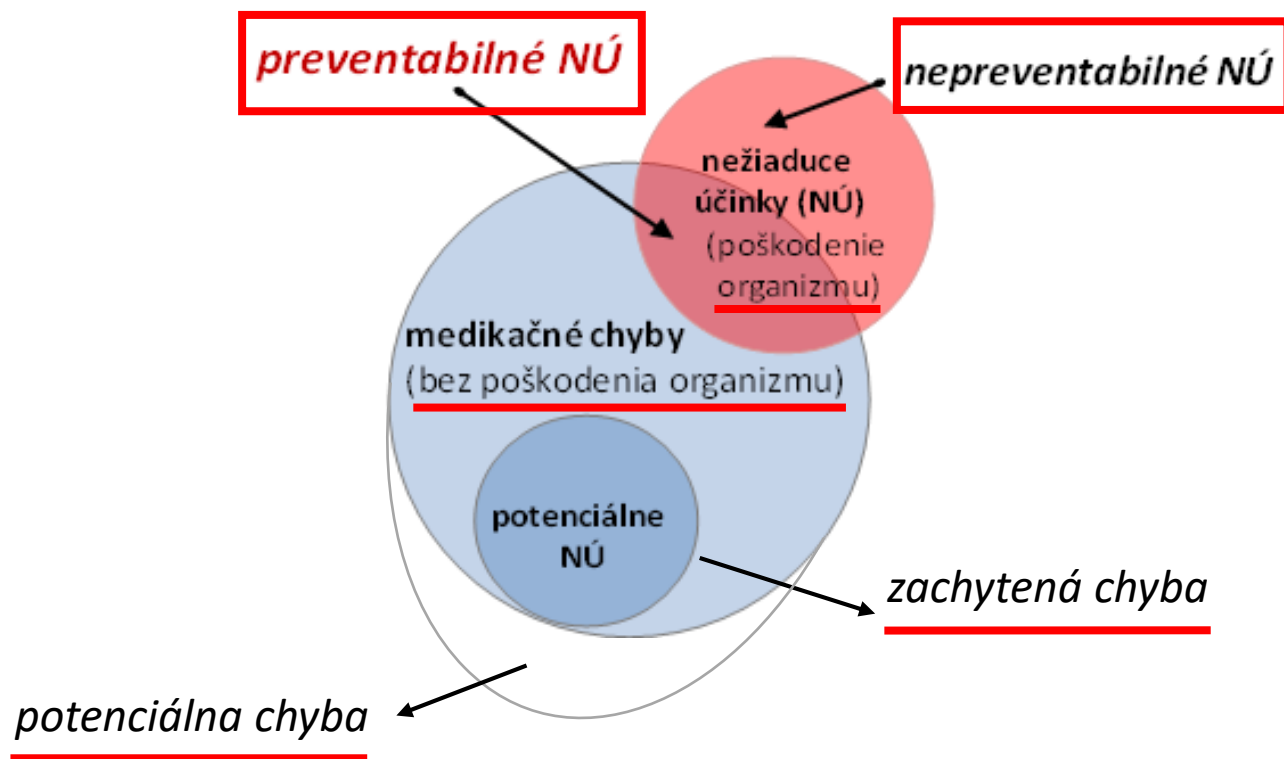 preventabilné NÚ
nepreventabilné NÚ
nežiaduce
účinky (NÚ)
(poškodenie
organizmu)
medikačné chyby
(bez poškodenia organizmu)
potenciálne
NÚ
zachytená chyba
potenciálna chyba